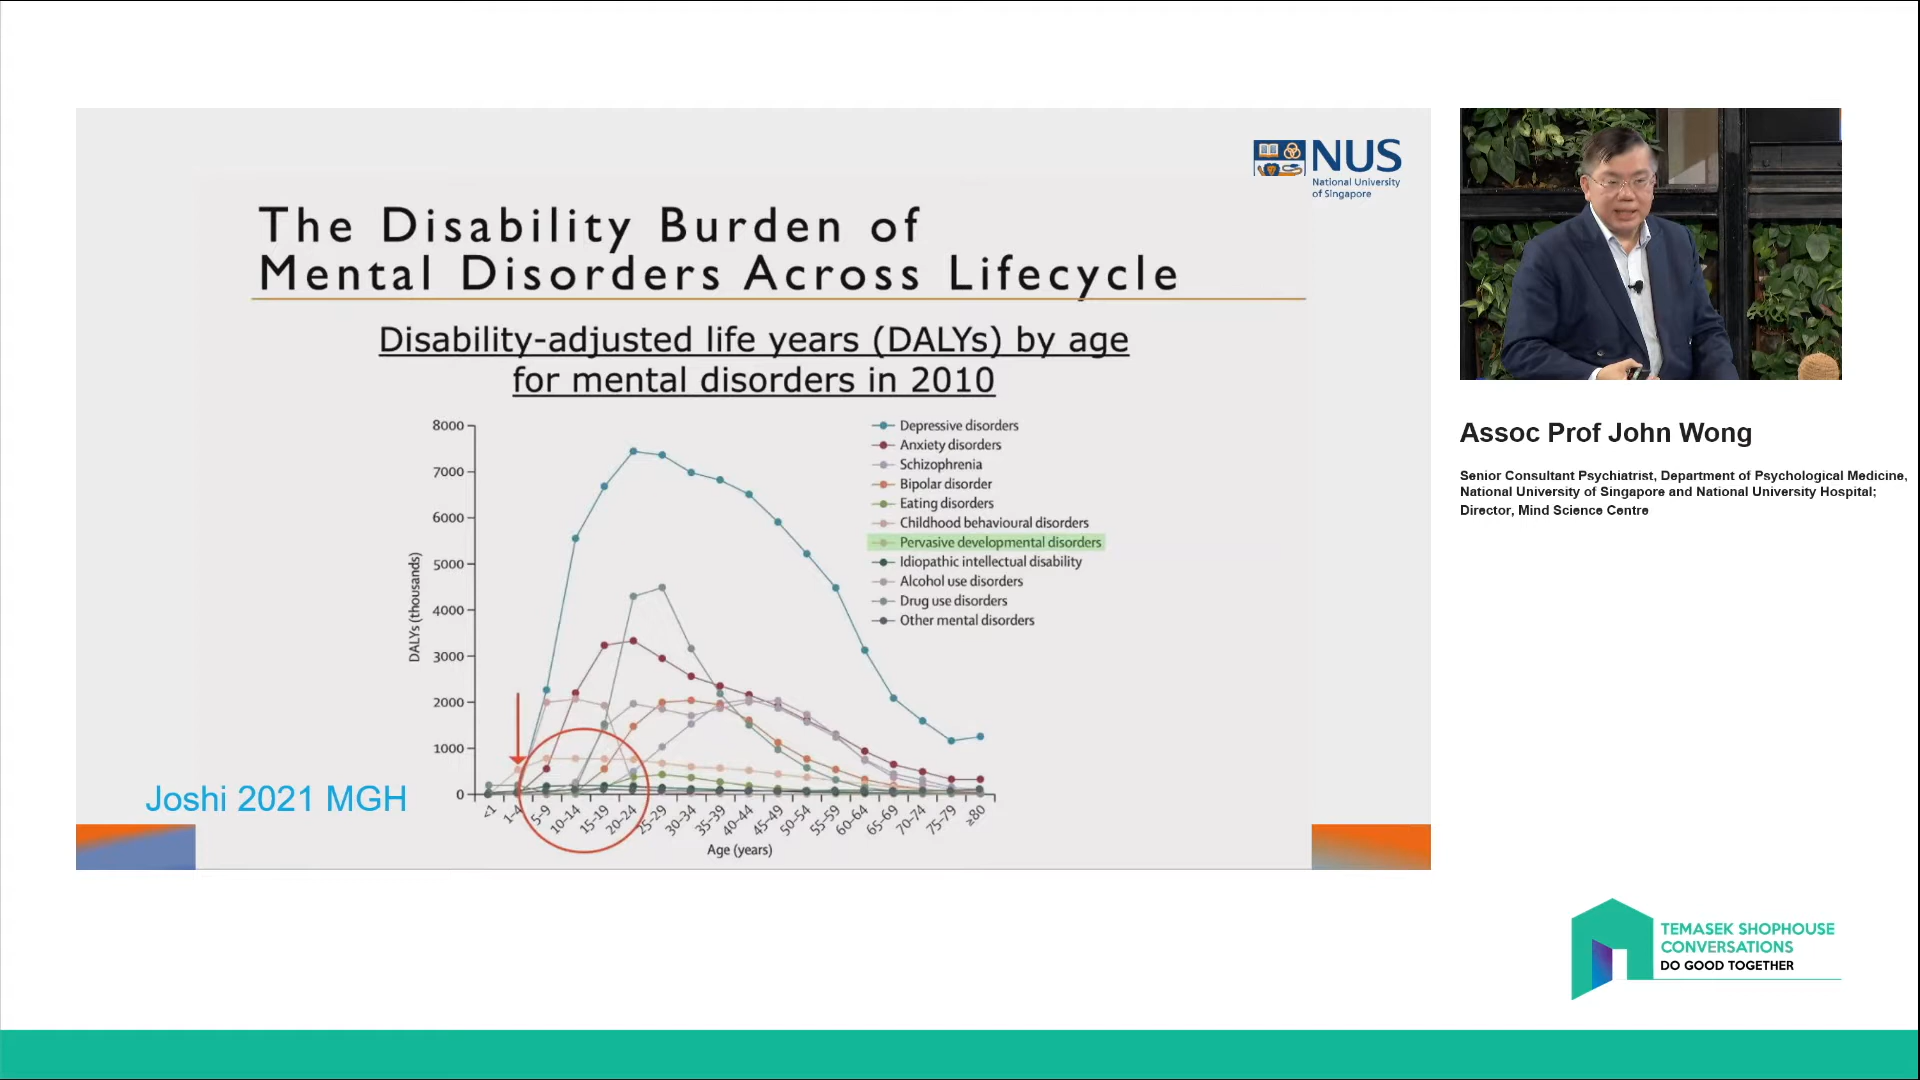 NUS
National University
of Singapore
The Disability Burden of
Mental Disorders Across Lifecycle
Disability-adjusted life years (DALYs) by age
for mental disorders in 2010
DALYs (thousands)
8000
7000
6000
5000
4000
3000
2000
1000
0
Depressive disorders
Anxiety disorders
Schizophrenia
Bipolar disorder
Eating disorders
Childhood behavioural disorders
Pervasive developmental disorders
Idiopathic intellectual disability
Alcohol use disorders
Drug use disorders
Other mental disorders
<1
1-4
5-9
10-14
15-19
20-24
25-29
30-34
35-39
40-44
45-49
50-54
55-59
60-64
65-69
70-74
75-79
≥80
Age (years)
Joshi 2021 MGH
Assoc Prof John Wong
Senior Consultant Psychiatrist, Department of Psychological Medicine,
National University of Singapore and National University Hospital;
Director, Mind Science Centre
TEMASEK SHOPHOUSE
CONVERSATIONS
DO GOOD TOGETHER